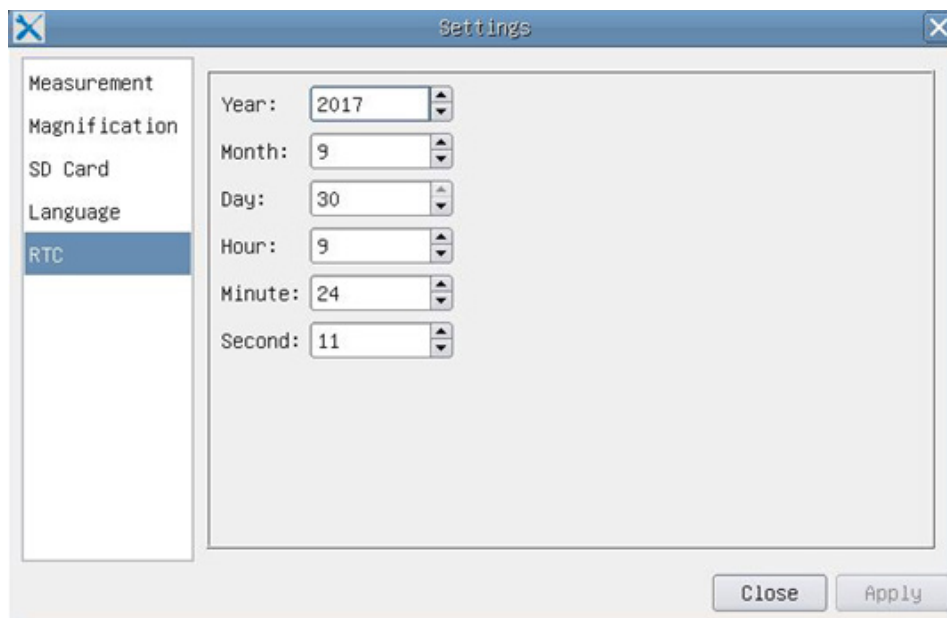 Settings
Measurement
Magnification
SD Card
Language
RTC
Year: 2017
Month: 9
Day: 30
Hour: 9
Minute: 24
Second: 11
Close Apply